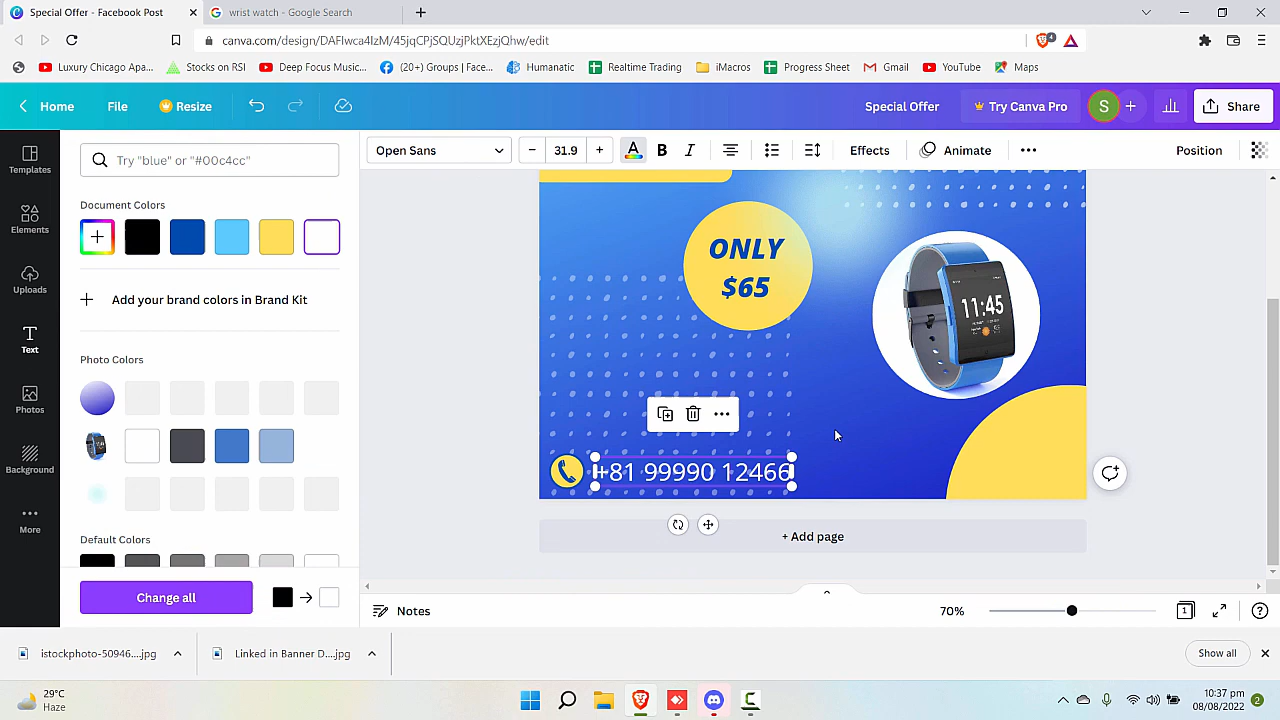 Special Offer - Facebook Post
wrist watch - Google Search
canva.com/design/DAFIwca4IzM/45jqCPjSQUzjPktXEzjQhw/edit
4
Luxury Chicago Apa...
Stocks on RSI
Deep Focus Music...
(20+) Groups | Face...
Humanatic
Realtime Trading
iMacros
Progress Sheet
Gmail
YouTube
Maps
Home
File
Resize
Special Offer
Try Canva Pro
S
Share
Templates
Elements
Uploads
Text
Photos
Background
More
Try "blue" or "#00c4cc"
Document Colors
Add your brand colors in Brand Kit
Photo Colors
Default Colors
Change all
Open Sans
31.9
A
B
I
Effects
Animate
Position
ONLY
$65
11:45
+81 99990 12466
+ Add page
Notes
70%
1
istockphoto-50946....jpg
Linked in Banner D....jpg
Show all
29°C
Haze
10:37 pm
08/08/2022
2